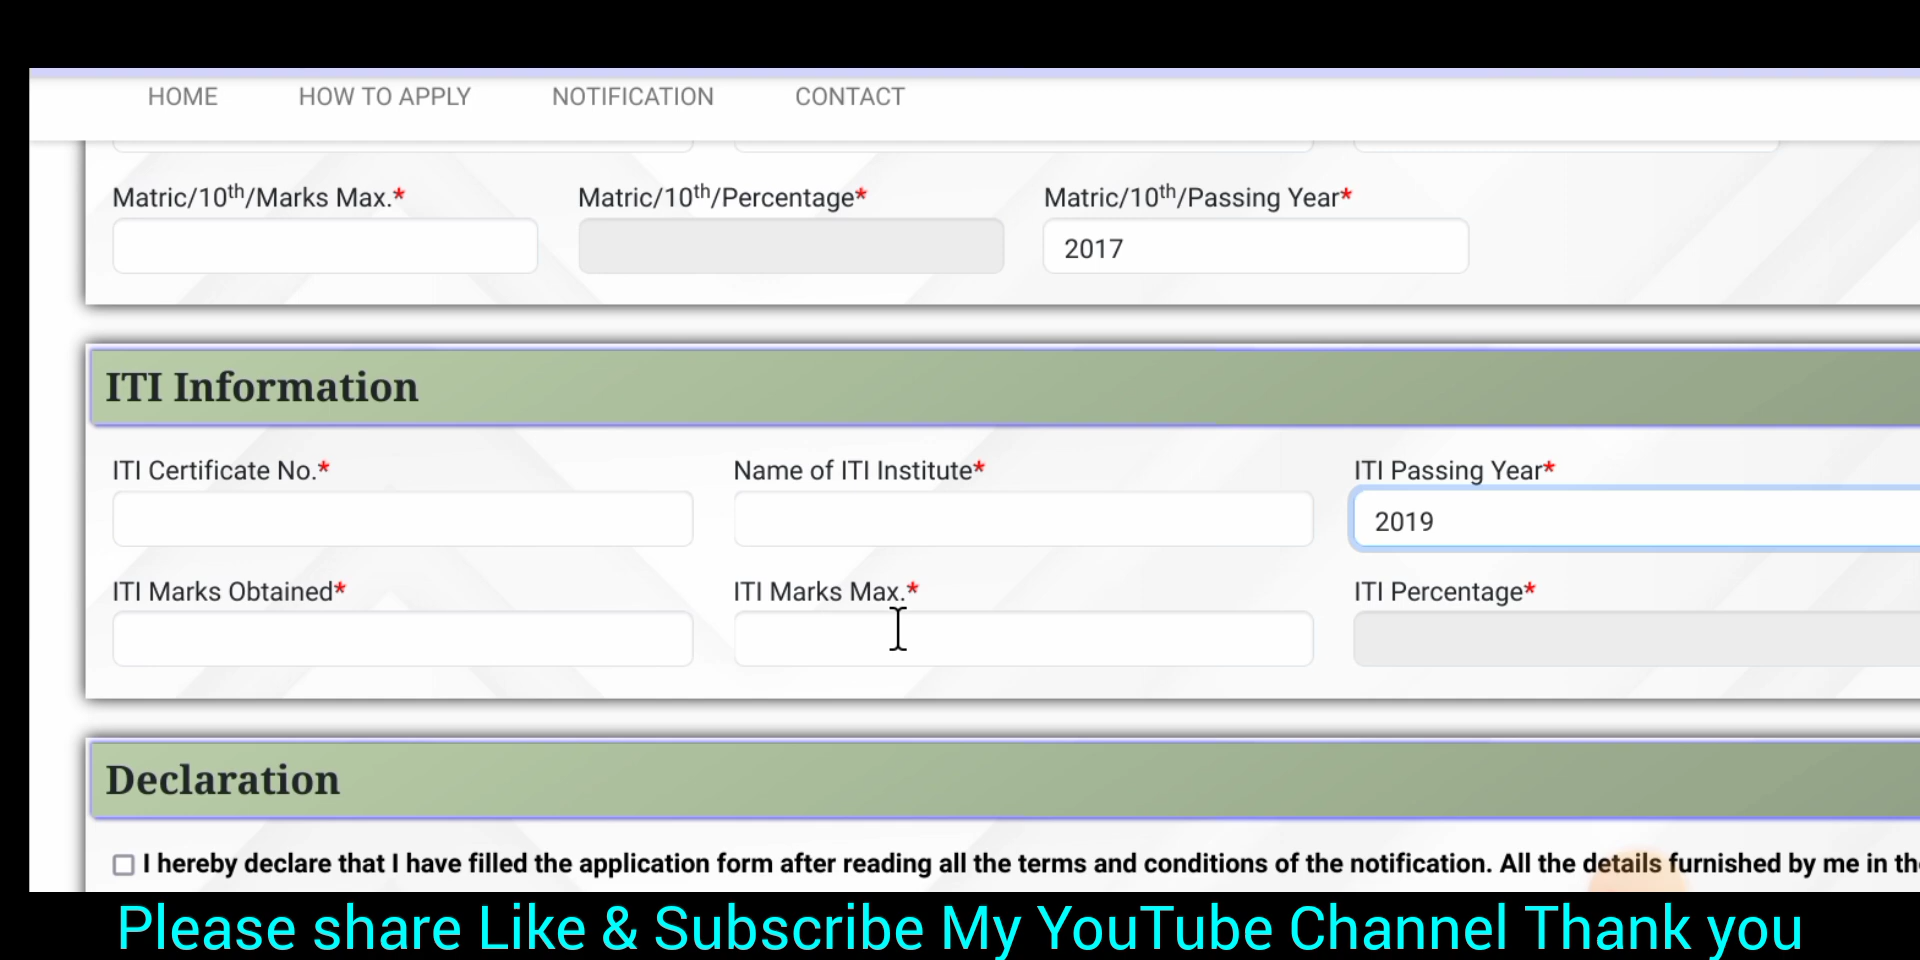 HOME HOW TO APPLY NOTIFICATION CONTACT
Matric/10th/Marks Max.* Matric/10th/Percentage* Matric/10th/Passing Year*
2017
ITI Information
ITI Certificate No.* Name of ITI Institute* ITI Passing Year*
2019
ITI Marks Obtained* ITI Marks Max.* ITI Percentage*
Declaration
I hereby declare that I have filled the application form after reading all the terms and conditions of the notification. All the details furnished by me in the
Please share Like & Subscribe My YouTube Channel Thank you